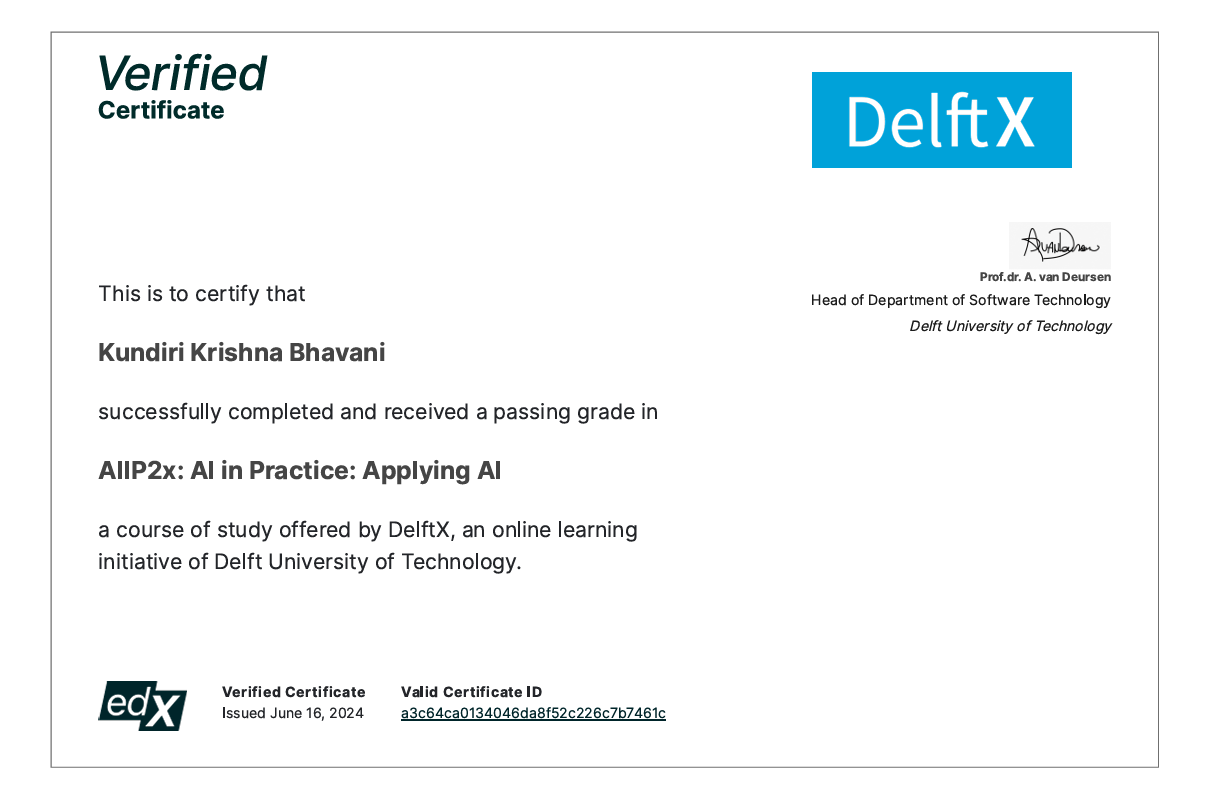 Verified
Certificate
DelftX
Prof.dr. A. van Deursen
Head of Department of Software Technology
Delft University of Technology
This is to certify that
Kundiri Krishna Bhavani
successfully completed and received a passing grade in
AIIP2x: AI in Practice: Applying AI
a course of study offered by DelftX, an online learning
initiative of Delft University of Technology.
edX
Verified Certificate
Issued June 16, 2024
Valid Certificate ID
a3c64ca0134046da8f52c226c7b7461c